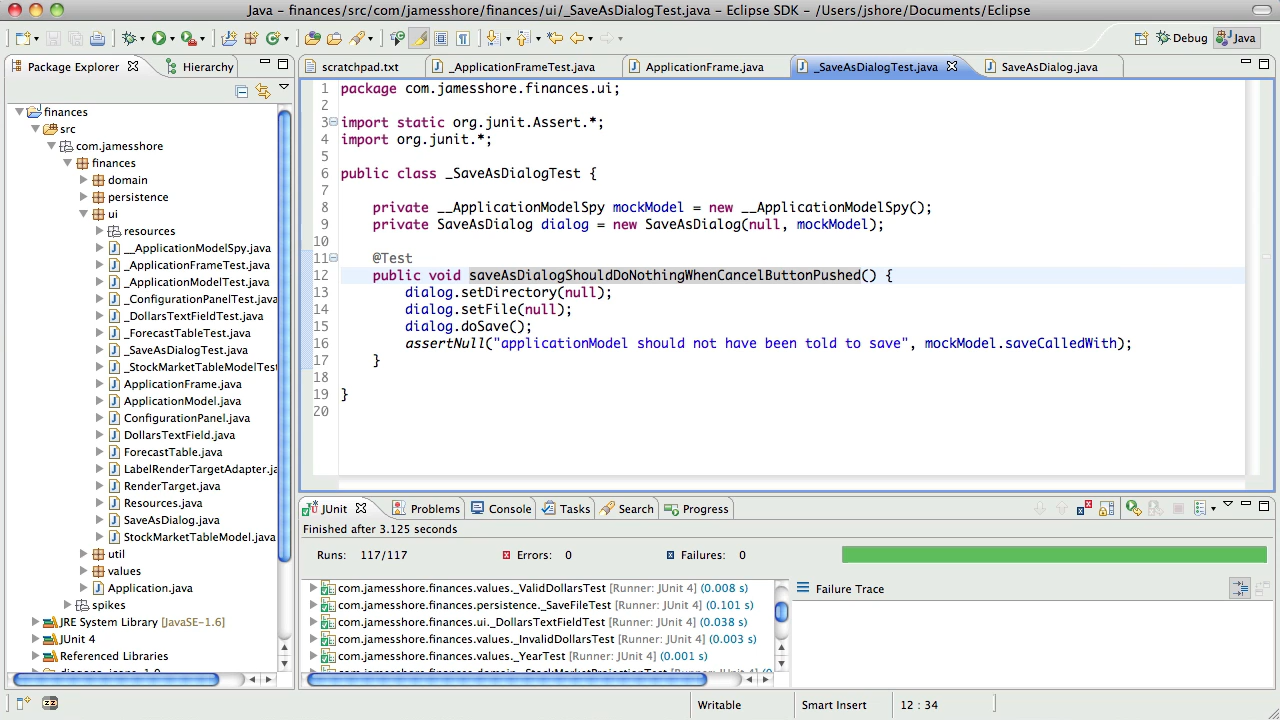 Java - finances/src/com/jamesshore/finances/ui/_SaveAsDialogTest.java - Eclipse SDK - /Users/jshore/Documents/Eclipse
Debug
Java
Package Explorer
Hierarchy
scratchpad.txt
_ApplicationFrameTest.java
ApplicationFrame.java
_SaveAsDialogTest.java
SaveAsDialog.java
finances
src
com.jamesshore
finances
domain
persistence
ui
resources
__ApplicationModelSpy.java
_ApplicationFrameTest.java
_ApplicationModelTest.java
_ConfigurationPanelTest.java
_DollarsTextFieldTest.java
_ForecastTableTest.java
_SaveAsDialogTest.java
_StockMarketTableModelTest
ApplicationFrame.java
ApplicationModel.java
ConfigurationPanel.java
DollarsTextField.java
ForecastTable.java
LabelRenderTargetAdapter.ja
RenderTarget.java
Resources.java
SaveAsDialog.java
StockMarketTableModel.java
util
values
Application.java
spikes
JRE System Library [JavaSE-1.6]
JUnit 4
Referenced Libraries
1 package com.jamesshore.finances.ui;
2
3 import static org.junit.Assert.*;
4 import org.junit.*;
5
6 public class _SaveAsDialogTest {
7
8 private __ApplicationModelSpy mockModel = new __ApplicationModelSpy();
9 private SaveAsDialog dialog = new SaveAsDialog(null, mockModel);
10
11 @Test
12 public void saveAsDialogShouldDoNothingWhenCancelButtonPushed() {
13 dialog.setDirectory(null);
14 dialog.setFile(null);
15 dialog.doSave();
16 assertNull("applicationModel should not have been told to save", mockModel.saveCalledWith);
17 }
18
19 }
20
JUnit
Problems
Console
Tasks
Search
Progress
Finished after 3.125 seconds
Runs: 117/117
Errors: 0
Failures: 0
com.jamesshore.finances.values._ValidDollarsTest [Runner: JUnit 4] (0.008 s)
com.jamesshore.finances.persistence._SaveFileTest [Runner: JUnit 4] (0.101 s)
com.jamesshore.finances.ui._DollarsTextFieldTest [Runner: JUnit 4] (0.038 s)
com.jamesshore.finances.values._InvalidDollarsTest [Runner: JUnit 4] (0.003 s)
com.jamesshore.finances.values._YearTest [Runner: JUnit 4] (0.001 s)
com.jamesshore.finances.domain._StockMarketProjectionTest [Runner: JUnit 4] (0
Failure Trace
Writable
Smart Insert
12 : 34